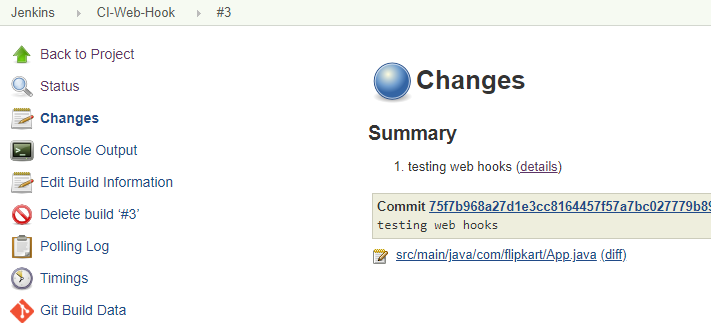 Jenkins CI-Web-Hook #3
Back to Project
Status
Changes
Console Output
Edit Build Information
Delete build ‘#3’
Polling Log
Timings
Git Build Data
Changes
Summary
1. testing web hooks (details)
Commit 75f7b968a27d1e3cc8164457f57a7bc027779b89
testing web hooks
src/main/java/com/flipkart/App.java (diff)